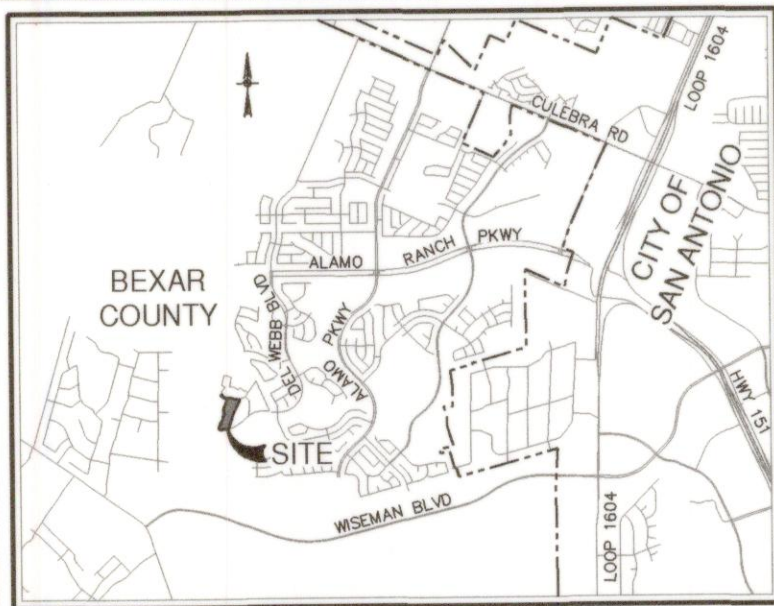 LOOP 1604
CULEBRA RD
CITY OF
SAN ANTONIO
ALAMO RANCH PKWY
BEXAR
COUNTY
DEL WEBB BLVD
ALAMO PKWY
HWY 151
SITE
WISEMAN BLVD
LOOP 1604